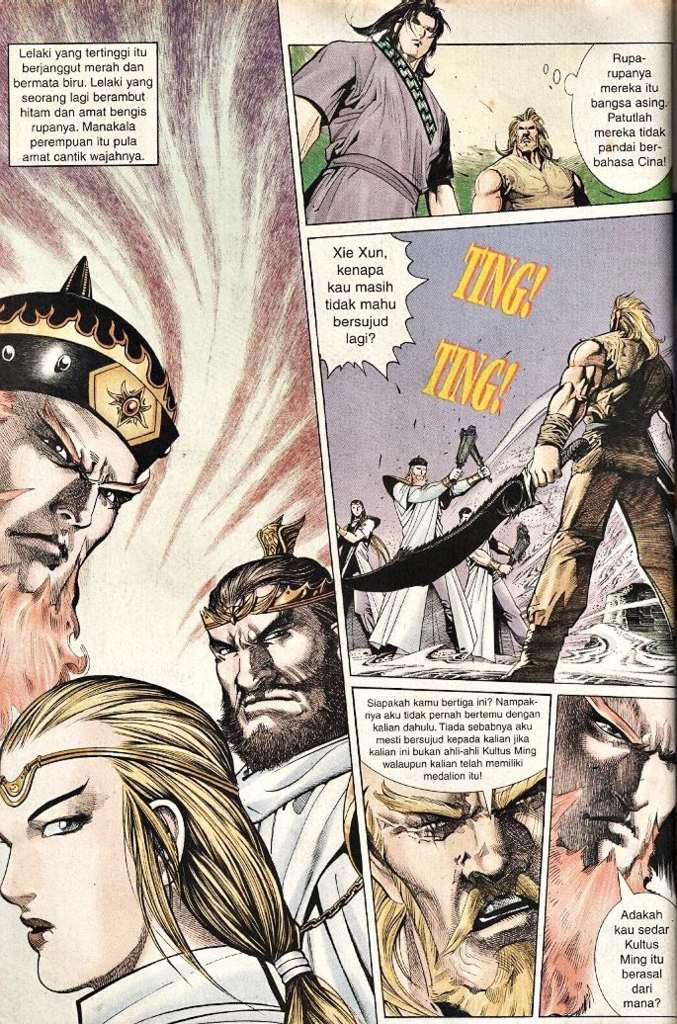 Lelaki yang tertinggi itu
berjanggut merah dan
bermata biru. Lelaki yang
seorang lagi berambut
hitam dan amat bengis
rupanya. Manakala
perempuan itu pula
amat cantik wajahnya.
Rupa-
rupanya
mereka itu
bangsa asing.
Patutlah
mereka tidak
pandai ber-
bahasa Cina!
Xie Xun,
kenapa
kau masih
tidak mahu
bersujud
lagi?
TING!
TING!
Siapakah kamu bertiga ini? Nampak-
nya aku tidak pernah bertemu dengan
kalian dahulu. Tiada sebabnya aku
mesti bersujud kepada kalian jika
kalian ini bukan ahli-ahli Kultus Ming
walaupun kalian telah memiliki
medalion itu!
Adakah
kau sedar
Kultus
Ming itu
berasal
dari
mana?